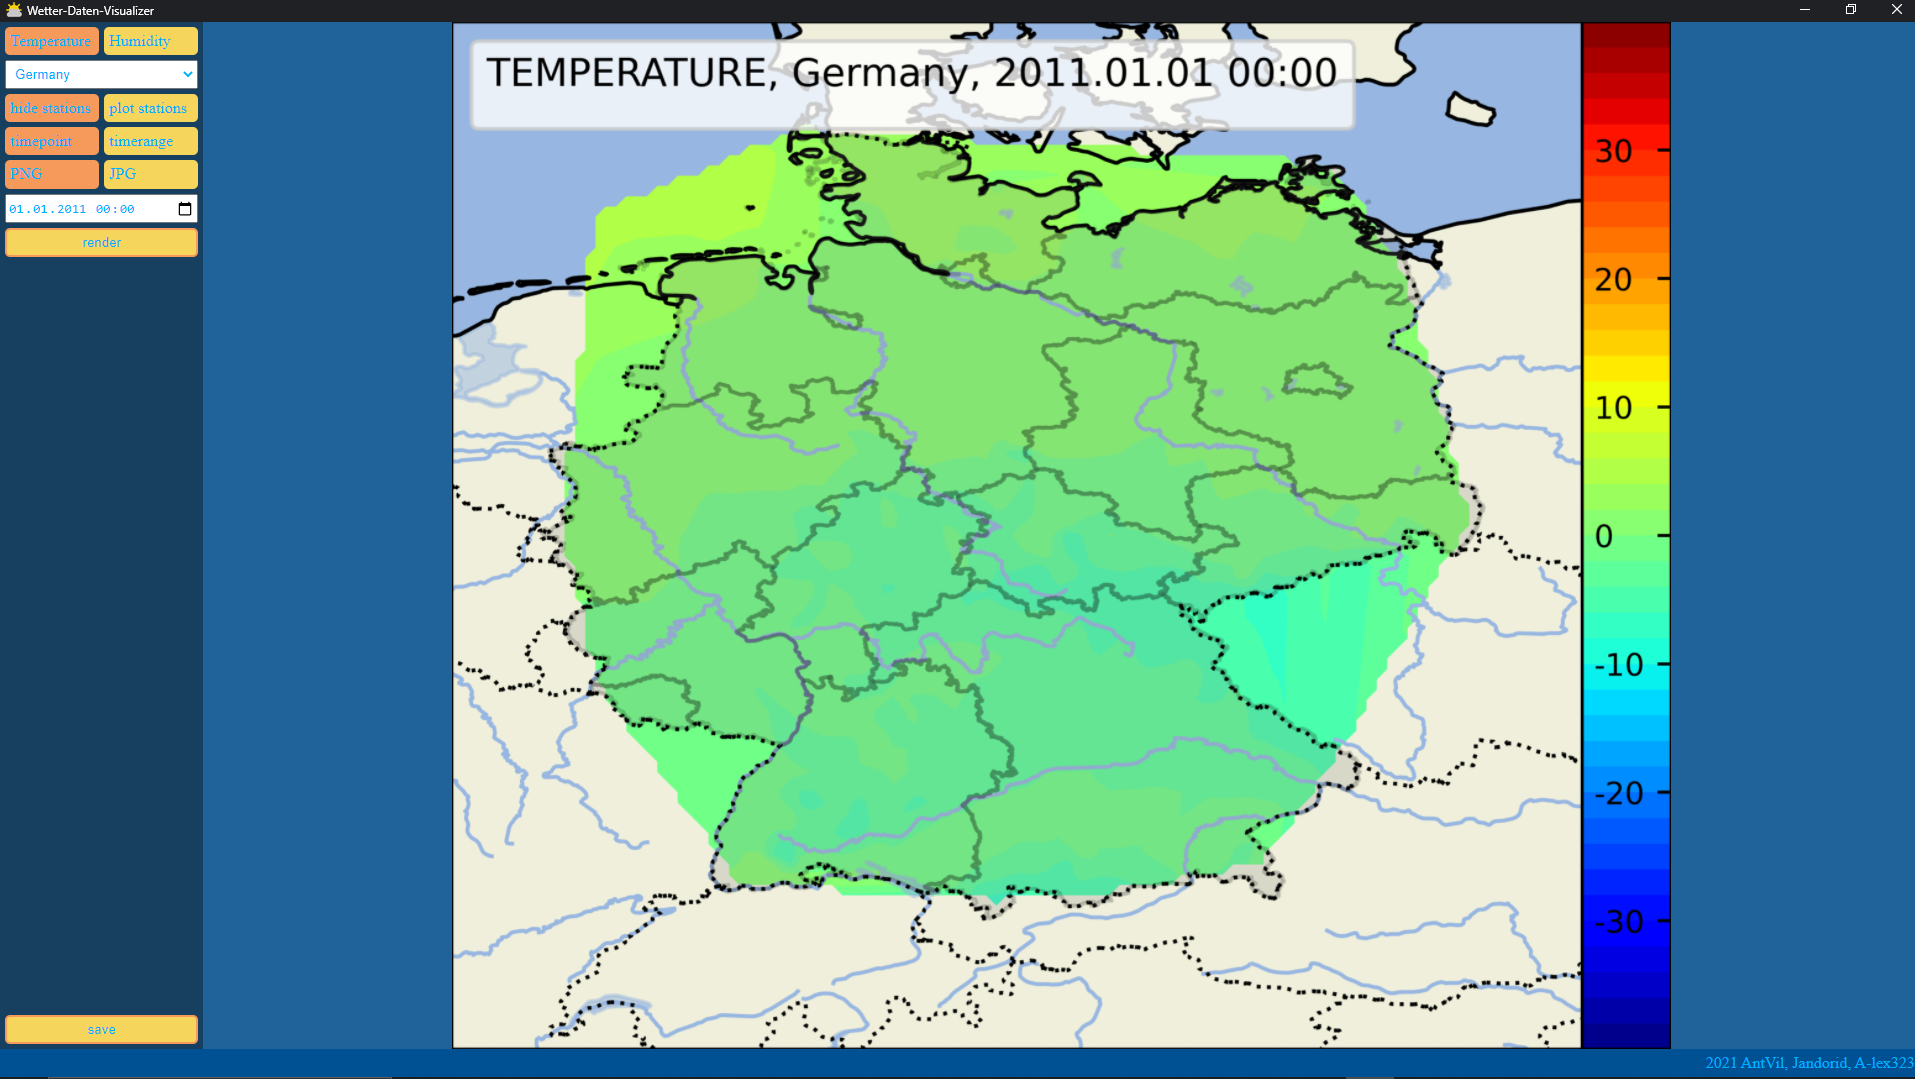 Wetter-Daten-Visualizer
Temperature
Humidity
Germany
hide stations
plot stations
timepoint
timerange
PNG
JPG
01.01.2011 00:00
render
TEMPERATURE, Germany, 2011.01.01 00:00
30
20
10
0
-10
-20
-30
save
2021 AntVil, Jandorid, A-lex323